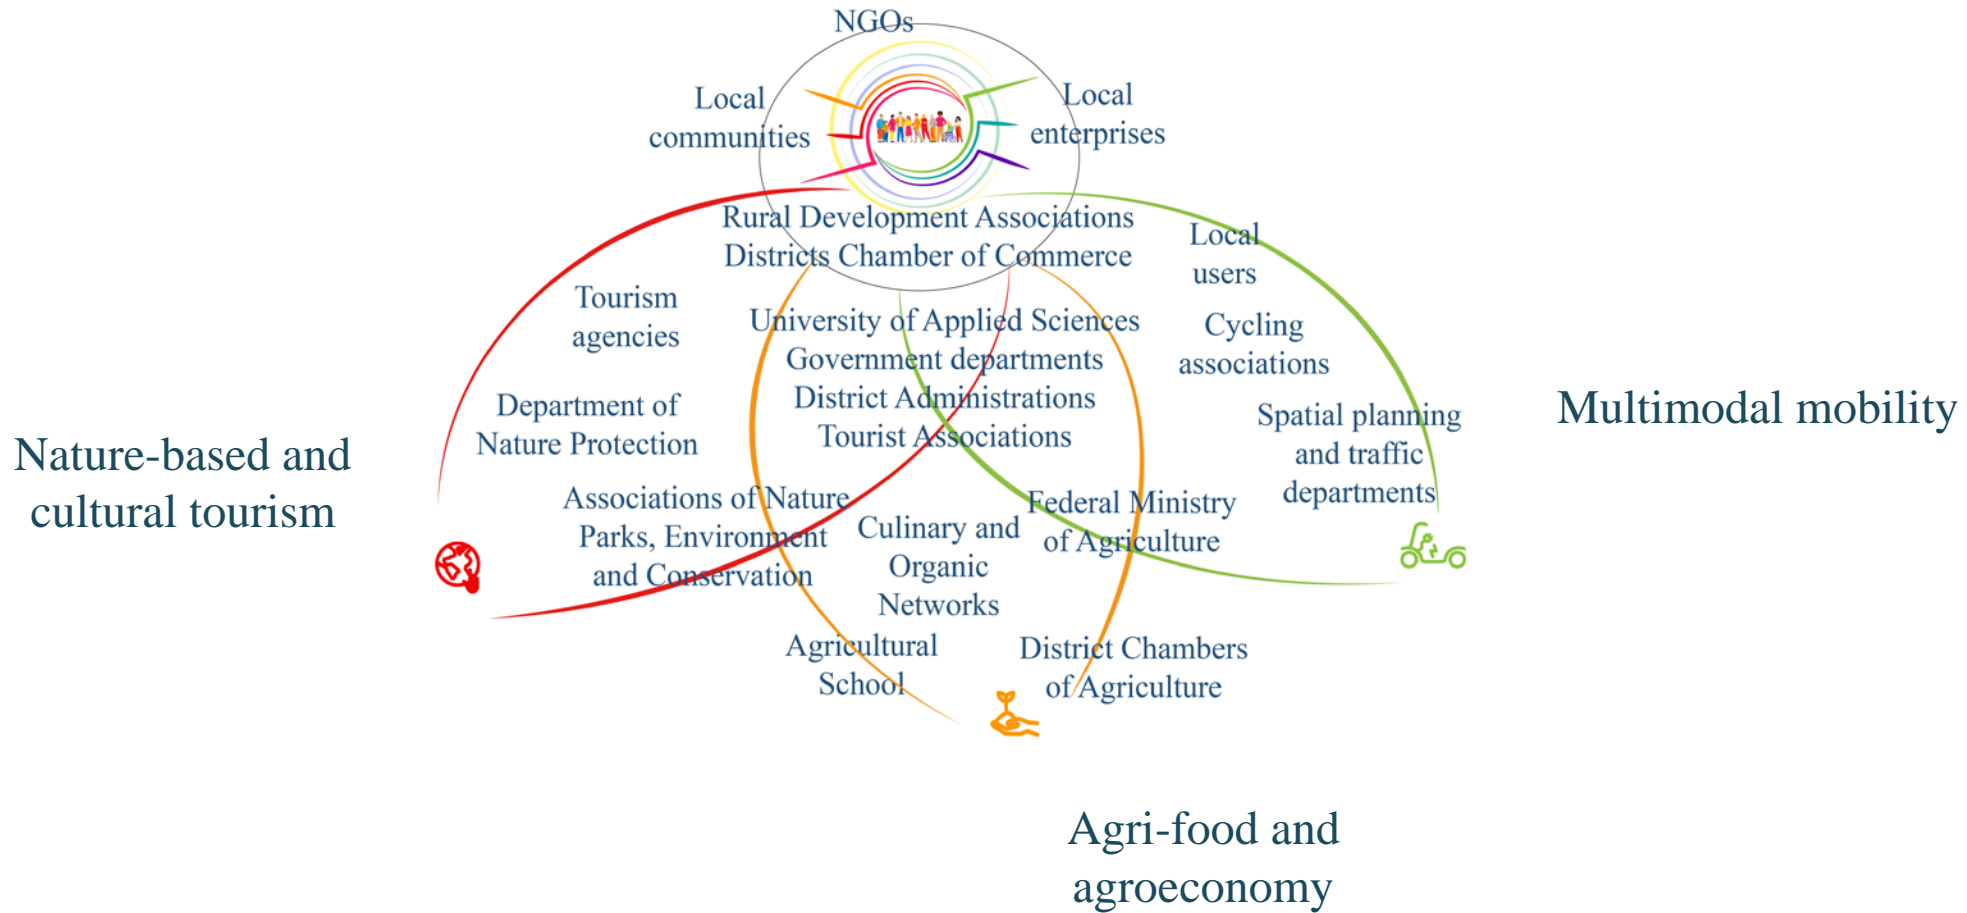 NGOs
Local
communities
Local
enterprises
Rural Development Associations
Districts Chamber of Commerce
Local
users
Tourism
agencies
University of Applied Sciences
Government departments
District Administrations
Tourist Associations
Cycling
associations
Department of
Nature Protection
Spatial planning
and traffic
departments
Multimodal mobility
Nature-based and
cultural tourism
Associations of Nature
Parks, Environment
and Conservation
Culinary and
Organic
Networks
Federal Ministry
of Agriculture
Agricultural
School
District Chambers
of Agriculture
Agri-food and
agroeconomy